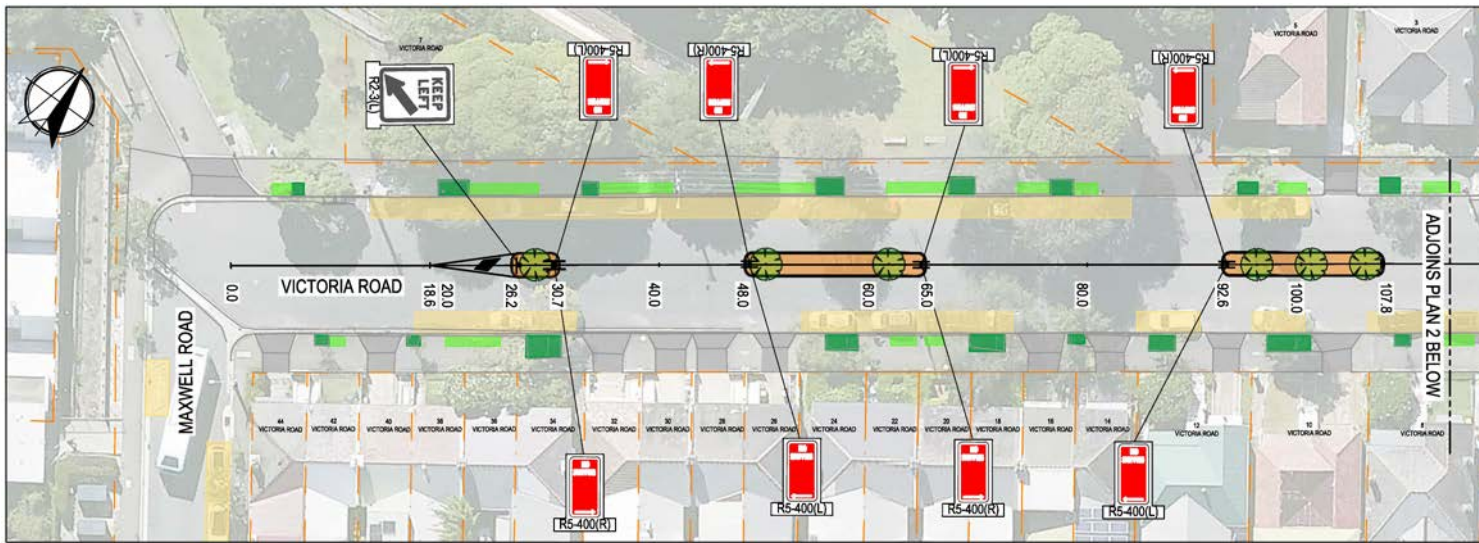 7
VICTORIA ROAD
5
VICTORIA ROAD
3
VICTORIA ROAD
KEEP
LEFT
R2-3(L)
R5-400(L)
R5-400(R)
R5-400(L)
R5-400(R)
VICTORIA ROAD
0.0
18.6
20.0
26.2
30.7
40.0
48.0
60.0
65.0
80.0
92.6
100.0
107.8
MAXWELL ROAD
ADJOINS PLAN 2 BELOW
44
VICTORIA ROAD
42
VICTORIA ROAD
40
VICTORIA ROAD
38
VICTORIA ROAD
36
VICTORIA ROAD
34
VICTORIA ROAD
32
VICTORIA ROAD
30
VICTORIA ROAD
28
VICTORIA ROAD
26
VICTORIA ROAD
24
VICTORIA ROAD
22
VICTORIA ROAD
20
VICTORIA ROAD
18
VICTORIA ROAD
16
VICTORIA ROAD
14
VICTORIA ROAD
12
VICTORIA ROAD
10
VICTORIA ROAD
8
VICTORIA ROAD
R5-400(R)
R5-400(L)
R5-400(R)
R5-400(L)